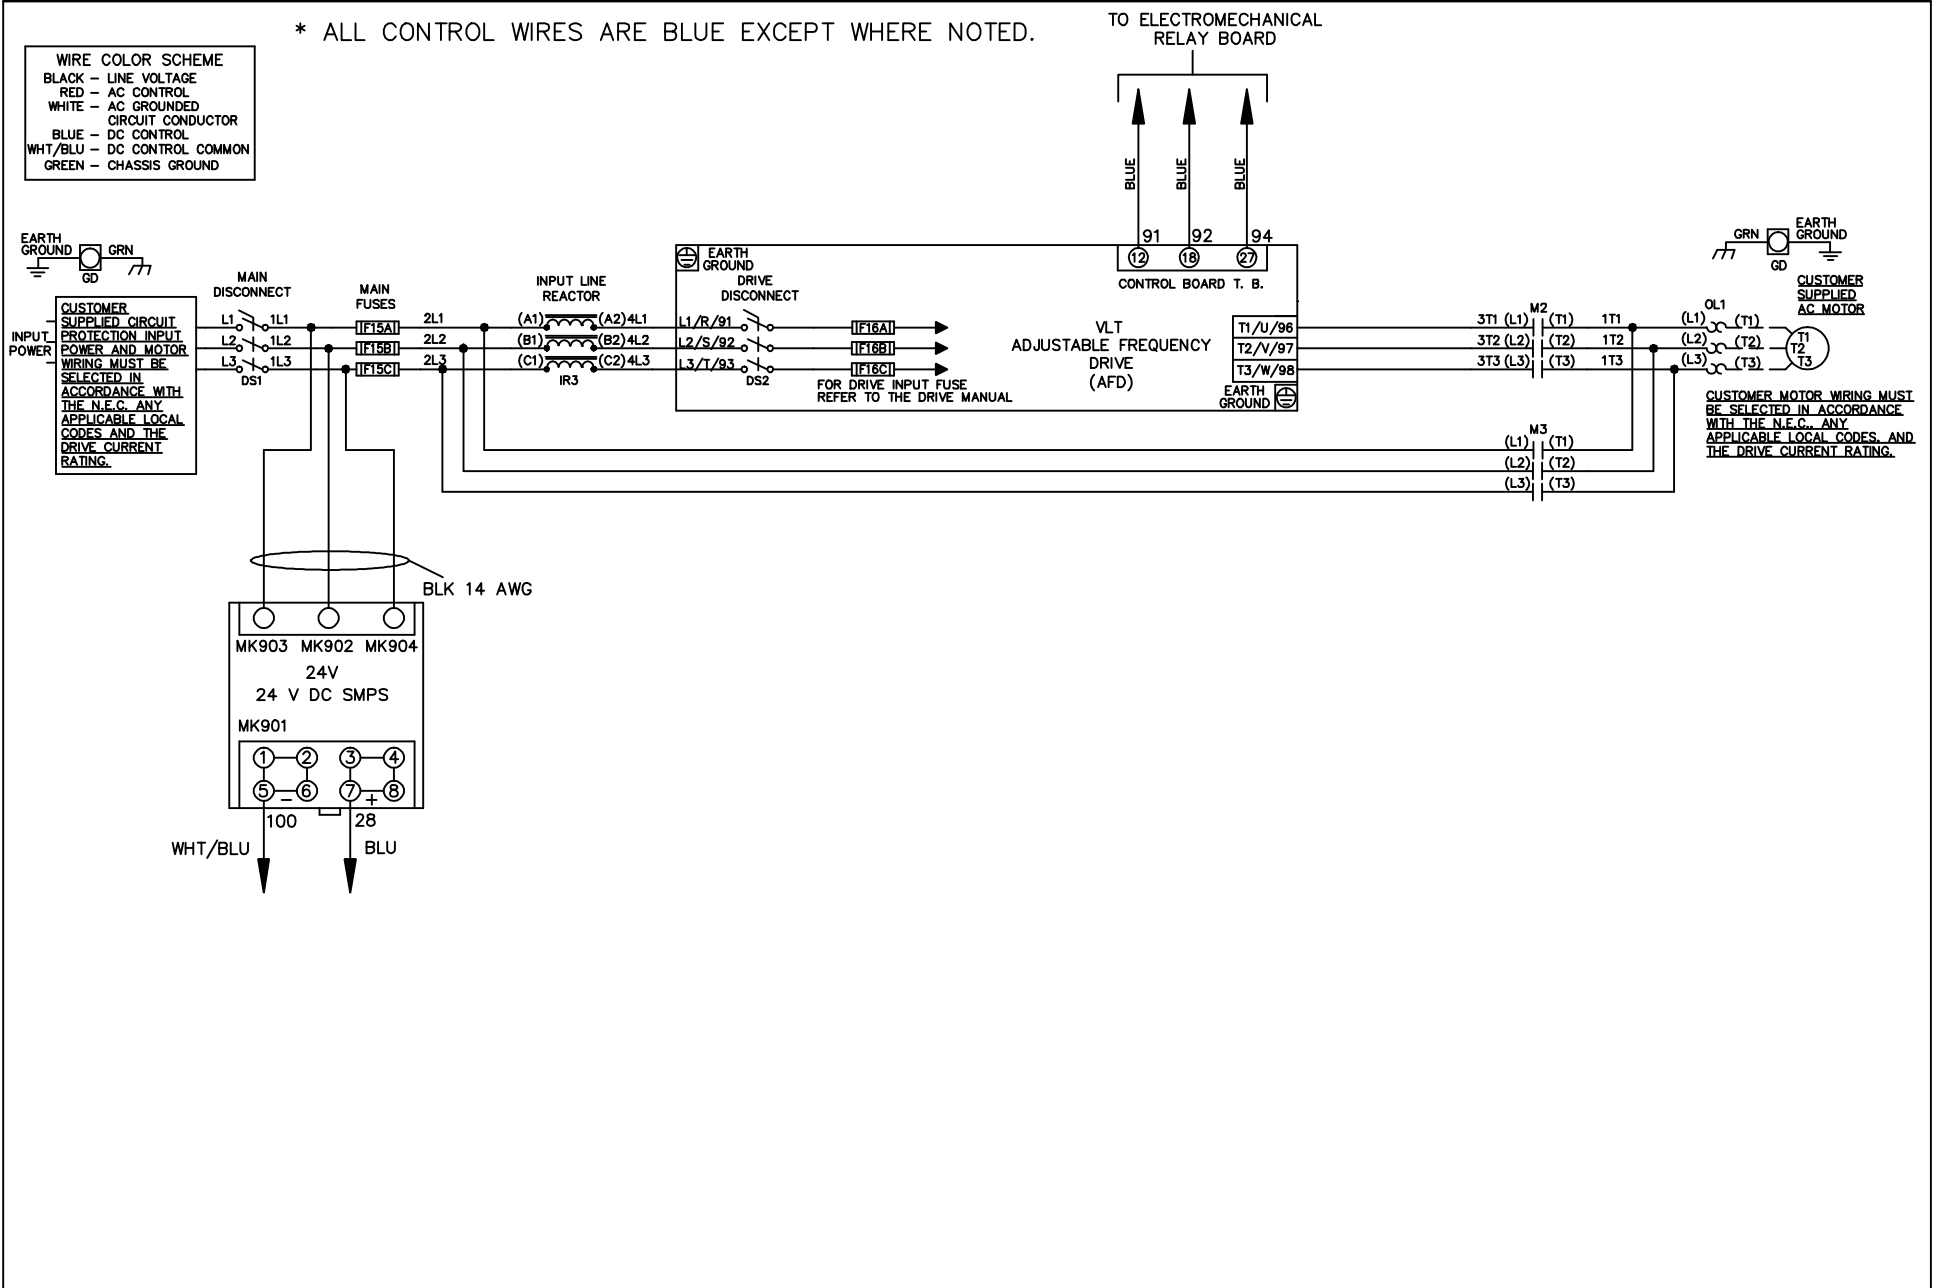 * ALL CONTROL WIRES ARE BLUE EXCEPT WHERE NOTED.
TO ELECTROMECHANICAL
RELAY BOARD
WIRE COLOR SCHEME
BLACK – LINE VOLTAGE
RED – AC CONTROL
WHITE – AC GROUNDED
CIRCUIT CONDUCTOR
BLUE – DC CONTROL
WHT/BLU – DC CONTROL COMMON
GREEN – CHASSIS GROUND
BLUE
BLUE
BLUE
91 92 94
12 18 27
CONTROL BOARD T. B.
EARTH
GROUND
GRN
GD
INPUT
POWER
CUSTOMER
SUPPLIED CIRCUIT
PROTECTION INPUT
POWER AND MOTOR
WIRING MUST BE
SELECTED IN
ACCORDANCE WITH
THE N.E.C. ANY
APPLICABLE LOCAL
CODES AND THE
DRIVE CURRENT
RATING.
MAIN
DISCONNECT
L1 1L1
L2 1L2
L3 1L3
DS1
MAIN
FUSES
F15A
F15B
F15C
2L1
2L2
2L3
INPUT LINE
REACTOR
(A1) (A2) 4L1
(B1) (B2) 4L2
(C1) (C2) 4L3
IR3
EARTH
GROUND
DRIVE
DISCONNECT
L1/R/91
L2/S/92
L3/T/93
DS2
F16A
F16B
F16C
FOR DRIVE INPUT FUSE
REFER TO THE DRIVE MANUAL
VLT
ADJUSTABLE FREQUENCY
DRIVE
(AFD)
T1/U/96
T2/V/97
T3/W/98
EARTH
GROUND
M2
3T1 (L1) (T1) 1T1
3T2 (L2) (T2) 1T2
3T3 (L3) (T3) 1T3
M3
(L1) (T1)
(L2) (T2)
(L3) (T3)
OL1
(L1) (T1)
(L2) (T2)
(L3) (T3)
T1
T2
T3
GRN
EARTH
GROUND
GD
CUSTOMER
SUPPLIED
AC MOTOR
CUSTOMER MOTOR WIRING MUST
BE SELECTED IN ACCORDANCE
WITH THE N.E.C., ANY
APPLICABLE LOCAL CODES, AND
THE DRIVE CURRENT RATING.
BLK 14 AWG
MK903 MK902 MK904
24V
24 V DC SMPS
MK901
1 2 3 4
5 – 6 7 + 8
100 28
WHT/BLU BLU